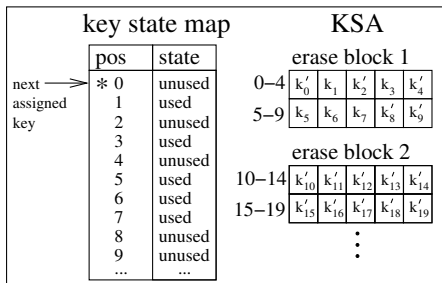 key state map
pos state
next * 0 unused
assigned 1 used
key 2 unused
3 used
4 unused
5 used
6 used
7 used
8 unused
9 unused
... ...
KSA
erase block 1
0–4 k′0 k1 k′2 k3 k′4
5–9 k5 k6 k7 k′8 k′9
erase block 2
10–14 k′10 k′11 k′12 k′13 k′14
15–19 k′15 k′16 k′17 k′18 k′19